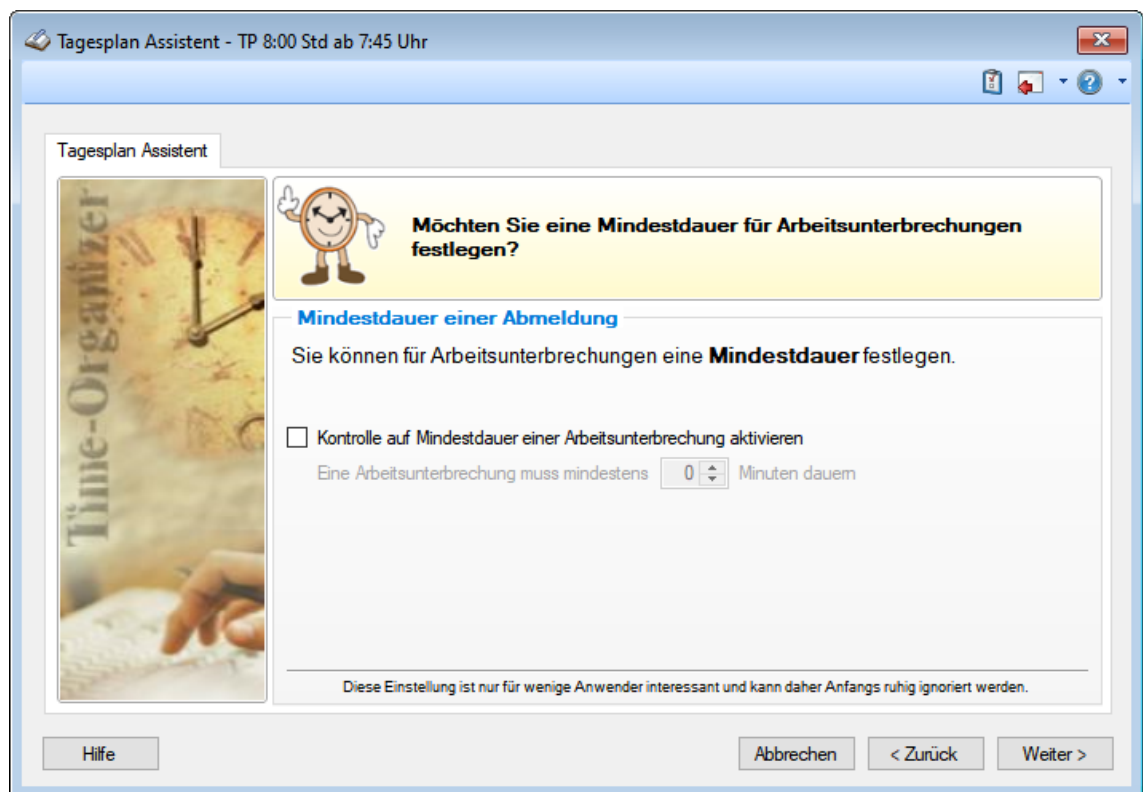 Tagesplan Assistent - TP 8:00 Std ab 7:45 Uhr
Tagesplan Assistent
Time-Organizer
Möchten Sie eine Mindestdauer für Arbeitsunterbrechungen
festlegen?
Mindestdauer einer Abmeldung
Sie können für Arbeitsunterbrechungen eine Mindestdauer festlegen.
Kontrolle auf Mindestdauer einer Arbeitsunterbrechung aktivieren
Eine Arbeitsunterbrechung muss mindestens 0 Minuten dauern
Diese Einstellung ist nur für wenige Anwender interessant und kann daher Anfangs ruhig ignoriert werden.
Hilfe Abbrechen < Zurück Weiter >